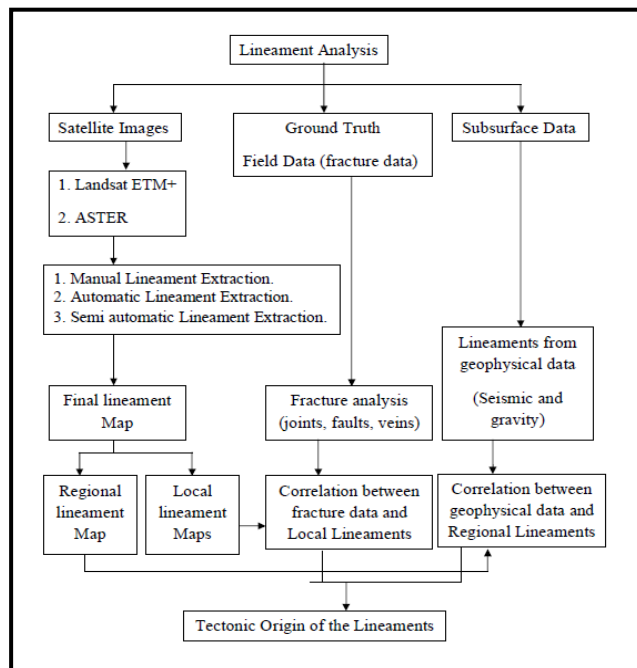 Lineament Analysis
Satellite Images
Ground Truth
Field Data (fracture data)
Subsurface Data
1. Landsat ETM+
2. ASTER
1. Manual Lineament Extraction.
2. Automatic Lineament Extraction.
3. Semi automatic Lineament Extraction.
Lineaments from
geophysical data
(Seismic and
gravity)
Final lineament
Map
Fracture analysis
(joints, faults, veins)
Regional
lineament
Map
Local
lineament
Maps
Correlation between
fracture data and
Local Lineaments
Correlation between
geophysical data and
Regional Lineaments
Tectonic Origin of the Lineaments